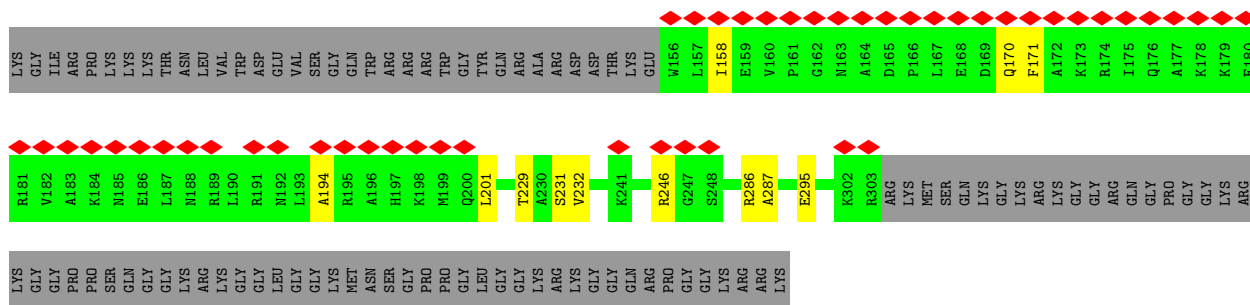 LYS GLY ILE ARG PRO LYS LYS LYS THR ASN LEU VAL TRP ASP GLU VAL SER GLY GLN TRP ARG ARG ARG TRP GLY TYR GLN ARG ALA ARG ASP ASP THR LYS GLU W156 L157 I158 E159 V160 P161 G162 N163 A164 D165 P166 L167 E168 D169 Q170 F171 A172 K173 R174 I175 Q176 A177 K178 K179 E180
R181 V182 A183 K184 N185 E186 L187 N188 R189 L190 R191 N192 L193 A194 R195 A196 H197 K198 M199 Q200 L201 T229 A230 S231 V232 K241 R246 G247 S248 R286 A287 E295 K302 R303 ARG LYS MET SER GLN LYS GLY LYS ARG LYS GLY GLY ARG GLN GLY PRO GLY GLY LYS ARG
LYS GLY GLY PRO PRO SER GLN GLY GLY LYS ARG LYS GLY GLY LEU GLY GLY LYS MET ASN SER GLY PRO PRO GLY LEU GLY LYS ARG LYS GLY GLY GLN ARG PRO GLY GLY LYS ARG ARG LYS